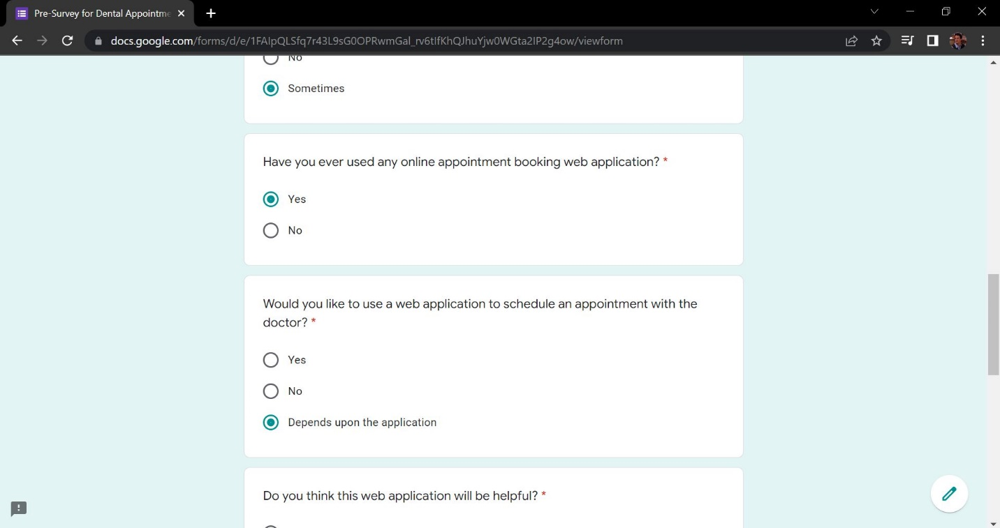 Pre-Survey for Dental Appointme
docs.google.com/forms/d/e/1FAIpQLSfq7r43L9sG0OPRwmGal_rv6tIfKhQJhuYjw0WGta2IP2g4ow/viewform
No
Sometimes
Have you ever used any online appointment booking web application? *
Yes
No
Would you like to use a web application to schedule an appointment with the
doctor? *
Yes
No
Depends upon the application
Do you think this web application will be helpful? *